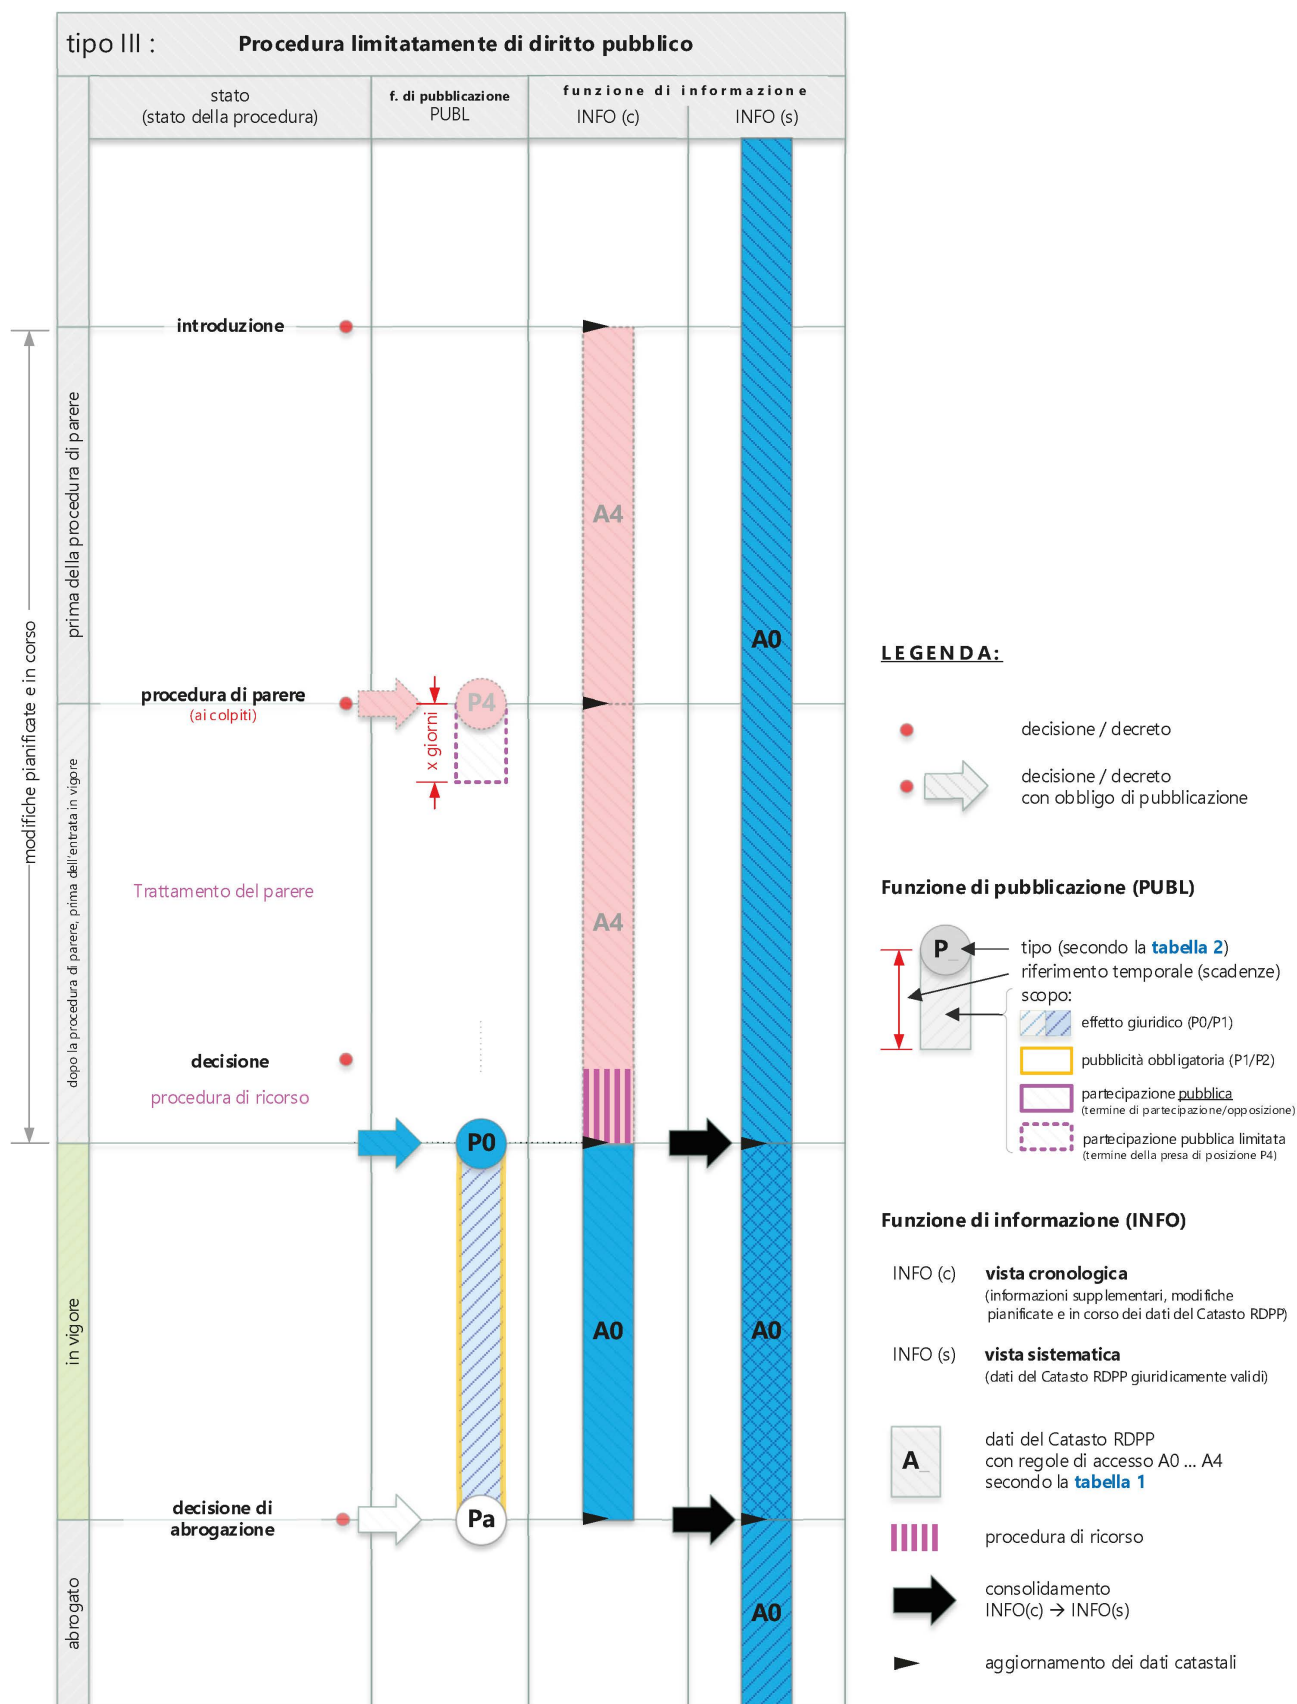 tipo III :
Procedura limitatamente di diritto pubblico
stato
(stato della procedura)
f. di pubblicazione
PUBL
funzione di informazione
INFO (c)
INFO (s)
introduzione
prima della procedura di parere
A4
modifiche pianificate e in corso
A0
procedura di parere
(ai colpiti)
P4
x giorni
dopo la procedura di parere, prima dell'entrata in vigore
Trattamento del parere
A4
decisione
procedura di ricorso
P0
in vigore
A0
A0
decisione di
abrogazione
Pa
abrogato
A0
LEGENDA:
decisione / decreto
decisione / decreto
con obbligo di pubblicazione
Funzione di pubblicazione (PUBL)
P_
tipo (secondo la tabella 2)
riferimento temporale (scadenze)
scopo:
effetto giuridico (P0/P1)
pubblicità obbligatoria (P1/P2)
partecipazione pubblica
(termine di partecipazione/opposizione)
partecipazione pubblica limitata
(termine della presa di posizione P4)
Funzione di informazione (INFO)
INFO (c)
vista cronologica
(informazioni supplementari, modifiche
pianificate e in corso dei dati del Catasto RDPP)
INFO (s)
vista sistematica
(dati del Catasto RDPP giuridicamente validi)
A_
dati del Catasto RDPP
con regole di accesso A0 ... A4
secondo la tabella 1
procedura di ricorso
consolidamento
INFO(c) → INFO(s)
aggiornamento dei dati catastali